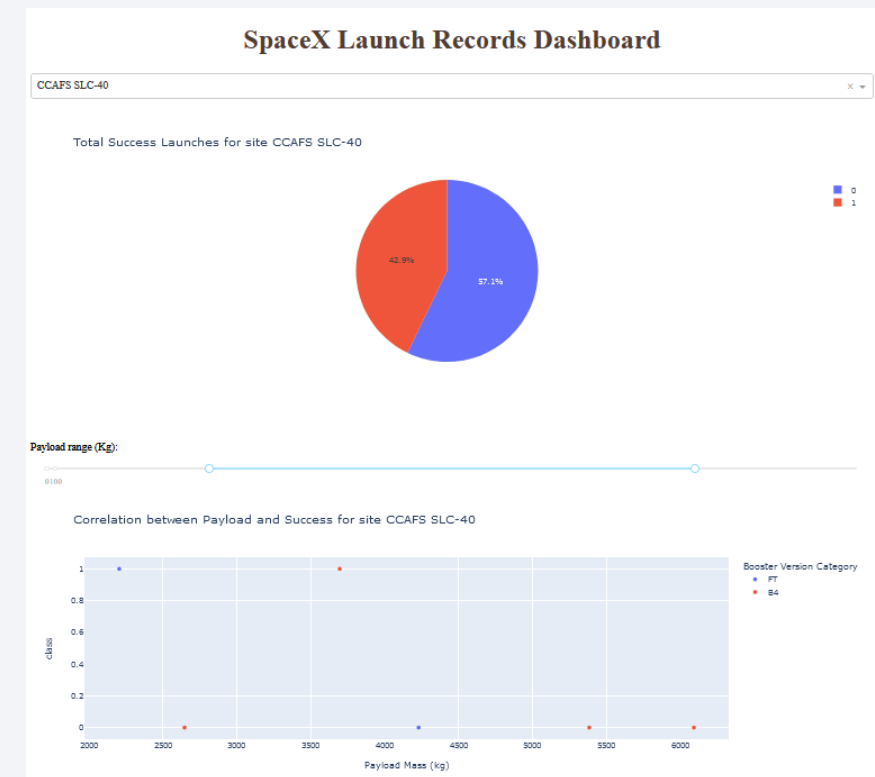 SpaceX Launch Records Dashboard
CCAFS SLC-40
Total Success Launches for site CCAFS SLC-40
0
1
42.9%
57.1%
Payload range (Kg):
0100
Correlation between Payload and Success for site CCAFS SLC-40
Booster Version Category
FT
B4
1
0.8
0.6
0.4
0.2
0
class
2000 2500 3000 3500 4000 4500 5000 5500 6000
Payload Mass (kg)